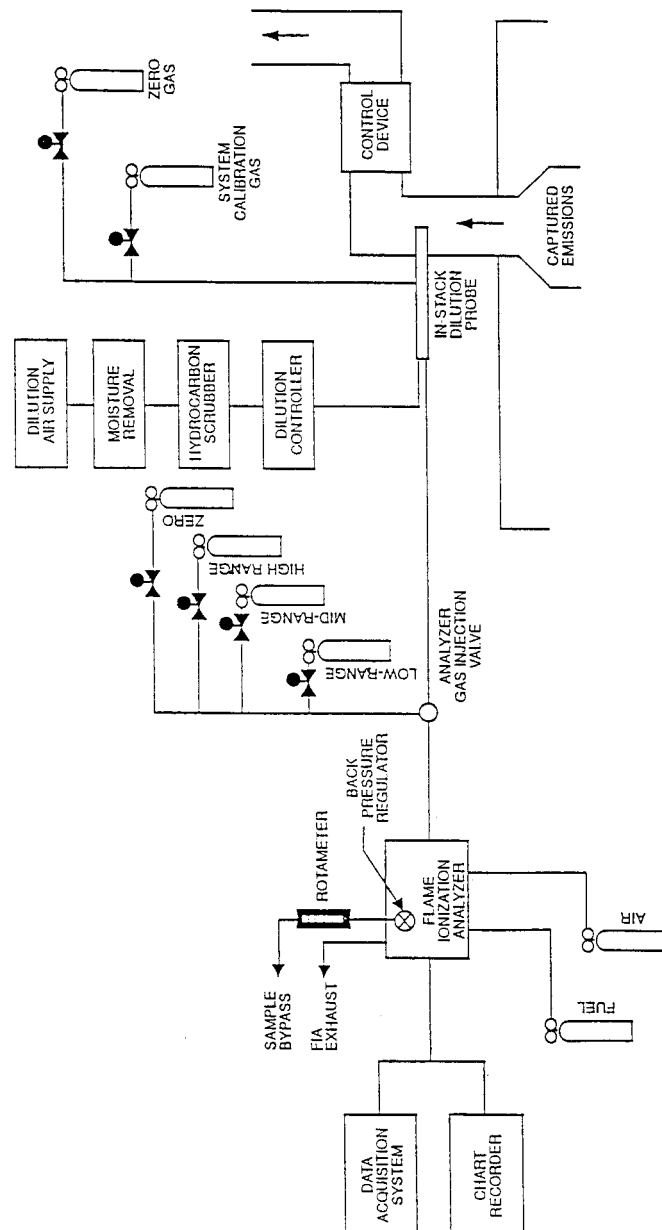 ZERO
GAS
SYSTEM
CALIBRATION
GAS
CONTROL
DEVICE
CAPTURED
EMISSIONS
IN-STACK
DILUTION
PROBE
DILUTION
AIR SUPPLY
MOISTURE
REMOVAL
HYDROCARBON
SCRUBBER
DILUTION
CONTROLLER
ZERO
HIGH RANGE
MID-RANGE
LOW-RANGE
ANALYZER
GAS INJECTION
VALVE
BACK
PRESSURE
REGULATOR
ROTAMETER
SAMPLE
BYPASS
FIA
EXHAUST
FLAME
IONIZATION
ANALYZER
AIR
FUEL
DATA
ACQUISITION
SYSTEM
CHART
RECORDER